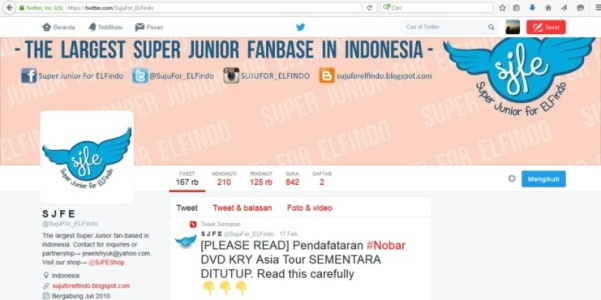 Twitter, Inc. (US)
https://twitter.com/SujuFor_ELFindo
Cari
Beranda
Notifikasi
Pesan
Cari di Twitter
Tweet
- THE LARGEST SUPER JUNIOR FANBASE IN INDONESIA -
Super Junior For ELFindo
@SujuFor_ELFindo
SUJUFOR_ELFINDO
sujuforelfindo.blogspot.com
sjfe
Super Junior for ELFindo
sjfe
Super Junior for ELFindo
TWEET
167 rb
MENGIKUTI
210
PENGIKUT
125 rb
SUKA
842
DAFTAR
2
Mengikuti
S J F E
@SujuFor_ELFindo
The largest Super Junior fan-based in
Indonesia. Contact for inquiries or
partnership→ jewelshyuk@yahoo.com.
Visit our shop→ @SJFEShop
Indonesia
sujuforelfindo.blogspot.com
Bergabung Juli 2010
Tweet
Tweet & balasan
Foto & video
Tweet Sematan
S J F E @SujuFor_ELFindo · 17 Feb
[PLEASE READ] Pendafataran #Nobar
DVD KRY Asia Tour SEMENTARA
DITUTUP. Read this carefully
👇👇👇